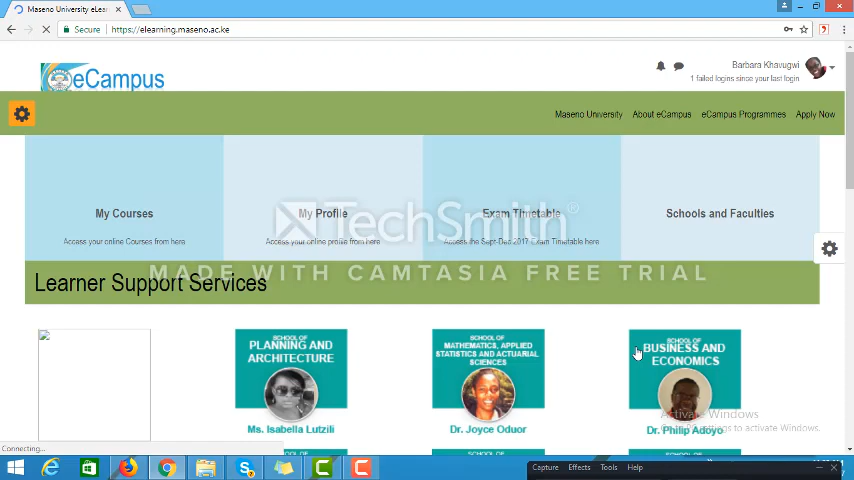 Maseno University eLear
Secure https://elearning.maseno.ac.ke
eCampus
Barbara Khavugwi
1 failed logins since your last login
Maseno University About eCampus eCampus Programmes Apply Now
My Courses
Access your online Courses from here
My Profile
Access your online profile from here
Exam Timetable
Access the Sept-Dec 2017 Exam Timetable here
Schools and Faculties
TechSmith®
MADE WITH CAMTASIA FREE TRIAL
Learner Support Services
SCHOOL OF
PLANNING AND
ARCHITECTURE
Ms. Isabella Lutzili
SCHOOL OF
MATHEMATICS, APPLIED
STATISTICS AND ACTUARIAL
SCIENCES
Dr. Joyce Oduor
SCHOOL OF
BUSINESS AND
ECONOMICS
Dr. Philip Adoyo
Activate Windows
to activate Windows.
Connecting...
Capture Effects Tools Help